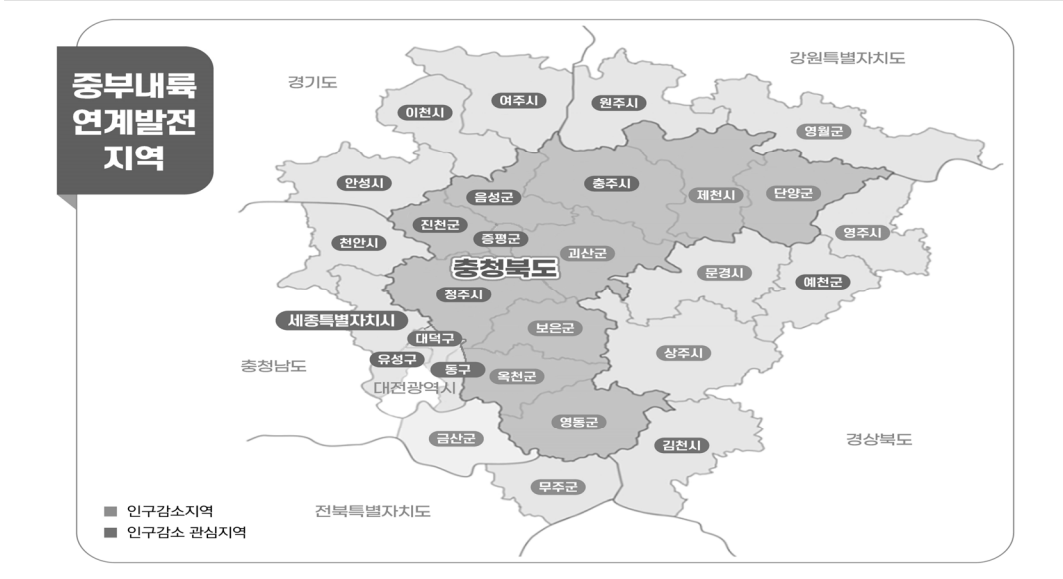 중부내륙
연계발전
지역
경기도
강원특별자치도
이천시
여주시
원주시
영월군
안성시
음성군
충주시
제천시
단양군
진천군
증평군
괴산군
영주시
천안시
충청북도
청주시
문경시
예천군
세종특별자치시
대덕구
보은군
유성구
동구
옥천군
상주시
충청남도
대전광역시
금산군
영동군
김천시
경상북도
무주군
전북특별자치도
인구감소지역
인구감소 관심지역